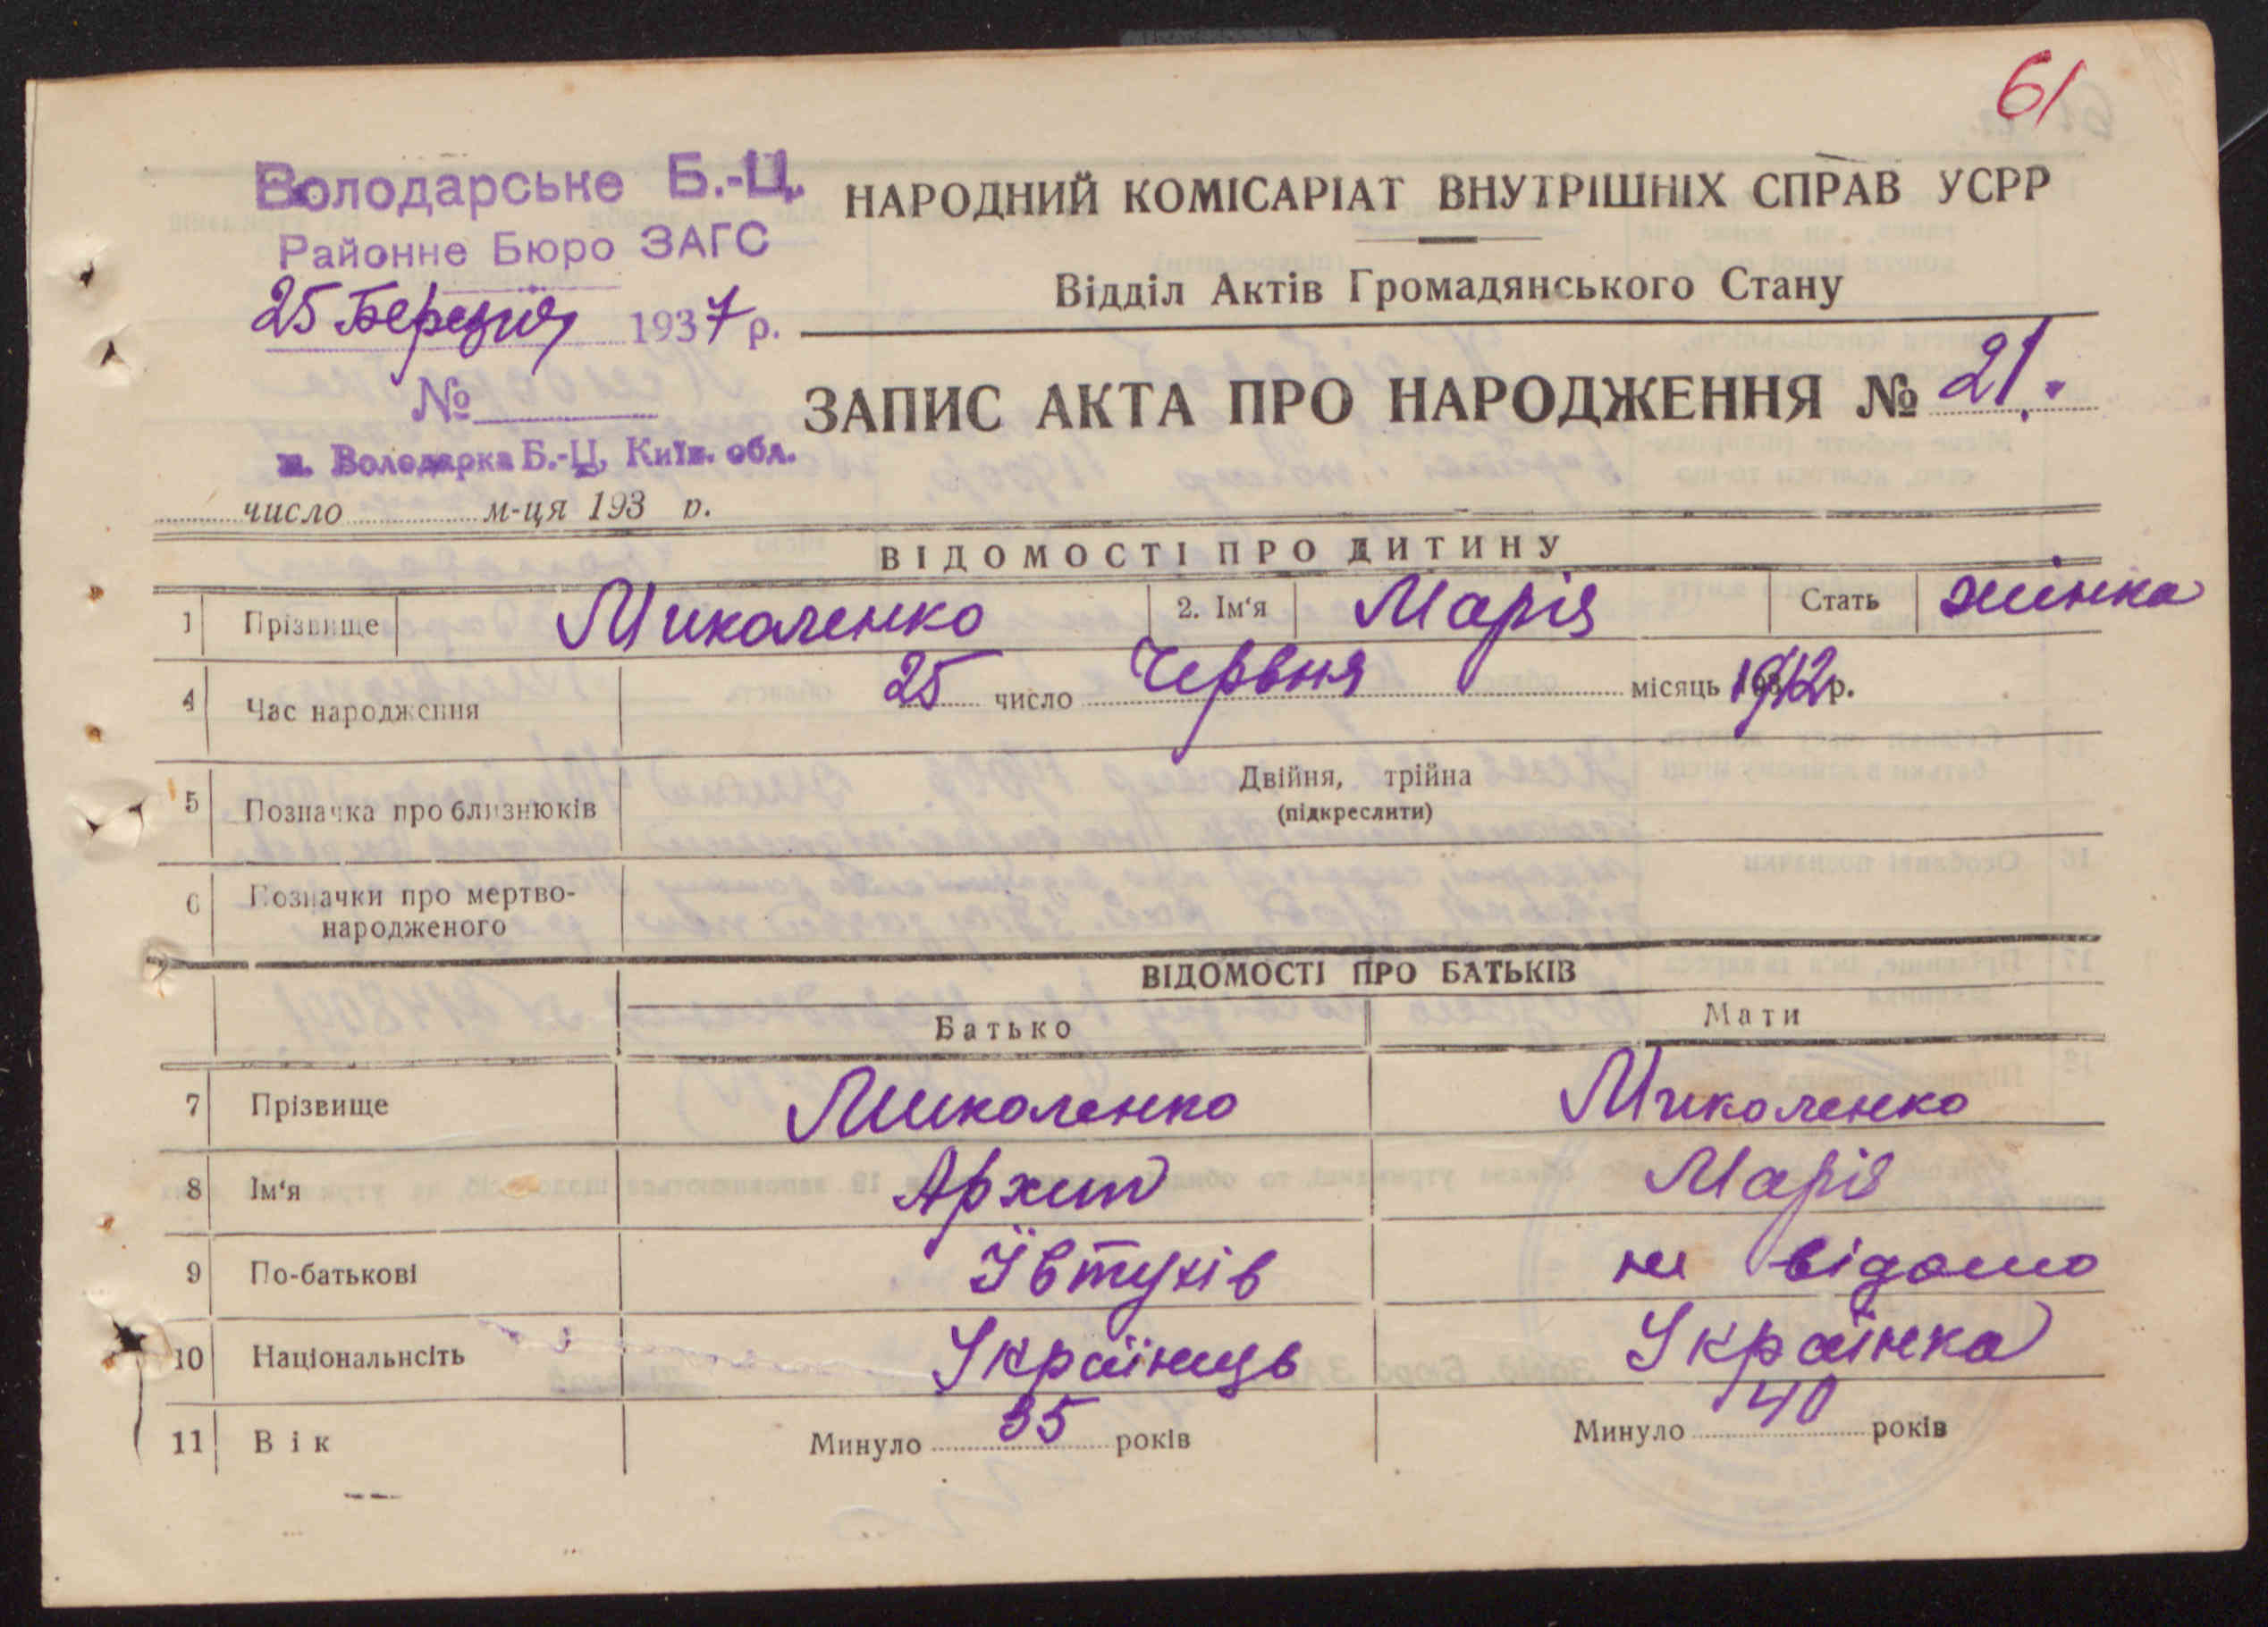 61
Володарське Б.-Ц.
Районне Бюро ЗАГС
25 Березня 1937 р.
№
м. Володарка Б.-Ц, Київ. обл.
число м-ця 193 р.
НАРОДНИЙ КОМІСАРІАТ ВНУТРІШНІХ СПРАВ УСРР
Відділ Актів Громадянського Стану
ЗАПИС АКТА ПРО НАРОДЖЕННЯ № 21.
ВІДОМОСТІ ПРО ДИТИНУ
1 Прізвище Миколенко 2. Ім'я Марія Стать жінка
4 Час народження 25 число Червня місяць 1912 р.
5 Позначка про близнюків Двійня, трійна
(підкреслити)
6 Позначки про мертво-
народженого
ВІДОМОСТІ ПРО БАТЬКІВ
Батько Мати
7 Прізвище Миколенко Миколенко
8 Ім'я Архип Марія
9 По-батькові Євтухів не відомо
10 Національнсіть Українець Українка
11 Вік Минуло 35 років Минуло 40 років